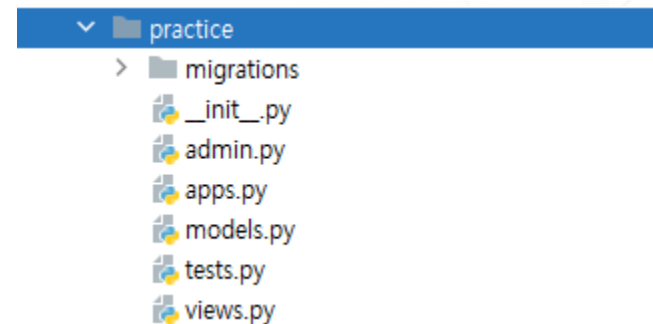 practice
migrations
__init__.py
admin.py
apps.py
models.py
tests.py
views.py